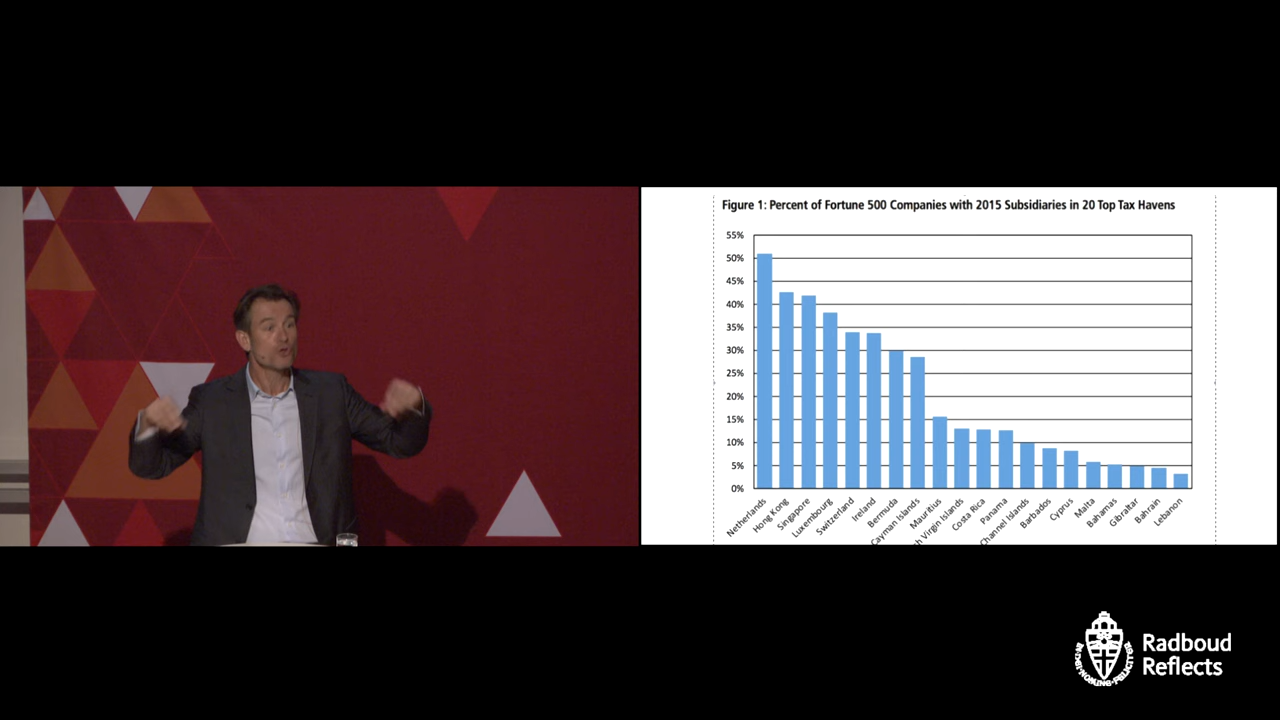 Figure 1: Percent of Fortune 500 Companies with 2015 Subsidiaries in 20 Top Tax Havens
55%
50%
45%
40%
35%
30%
25%
20%
15%
10%
5%
0%
Netherlands
Hong Kong
Singapore
Luxembourg
Switzerland
Ireland
Bermuda
Cayman Islands
Mauritius
Virgin Islands
Costa Rica
Panama
Channel Islands
Barbados
Cyprus
Malta
Bahamas
Gibraltar
Bahrain
Lebanon
Radboud
Reflects